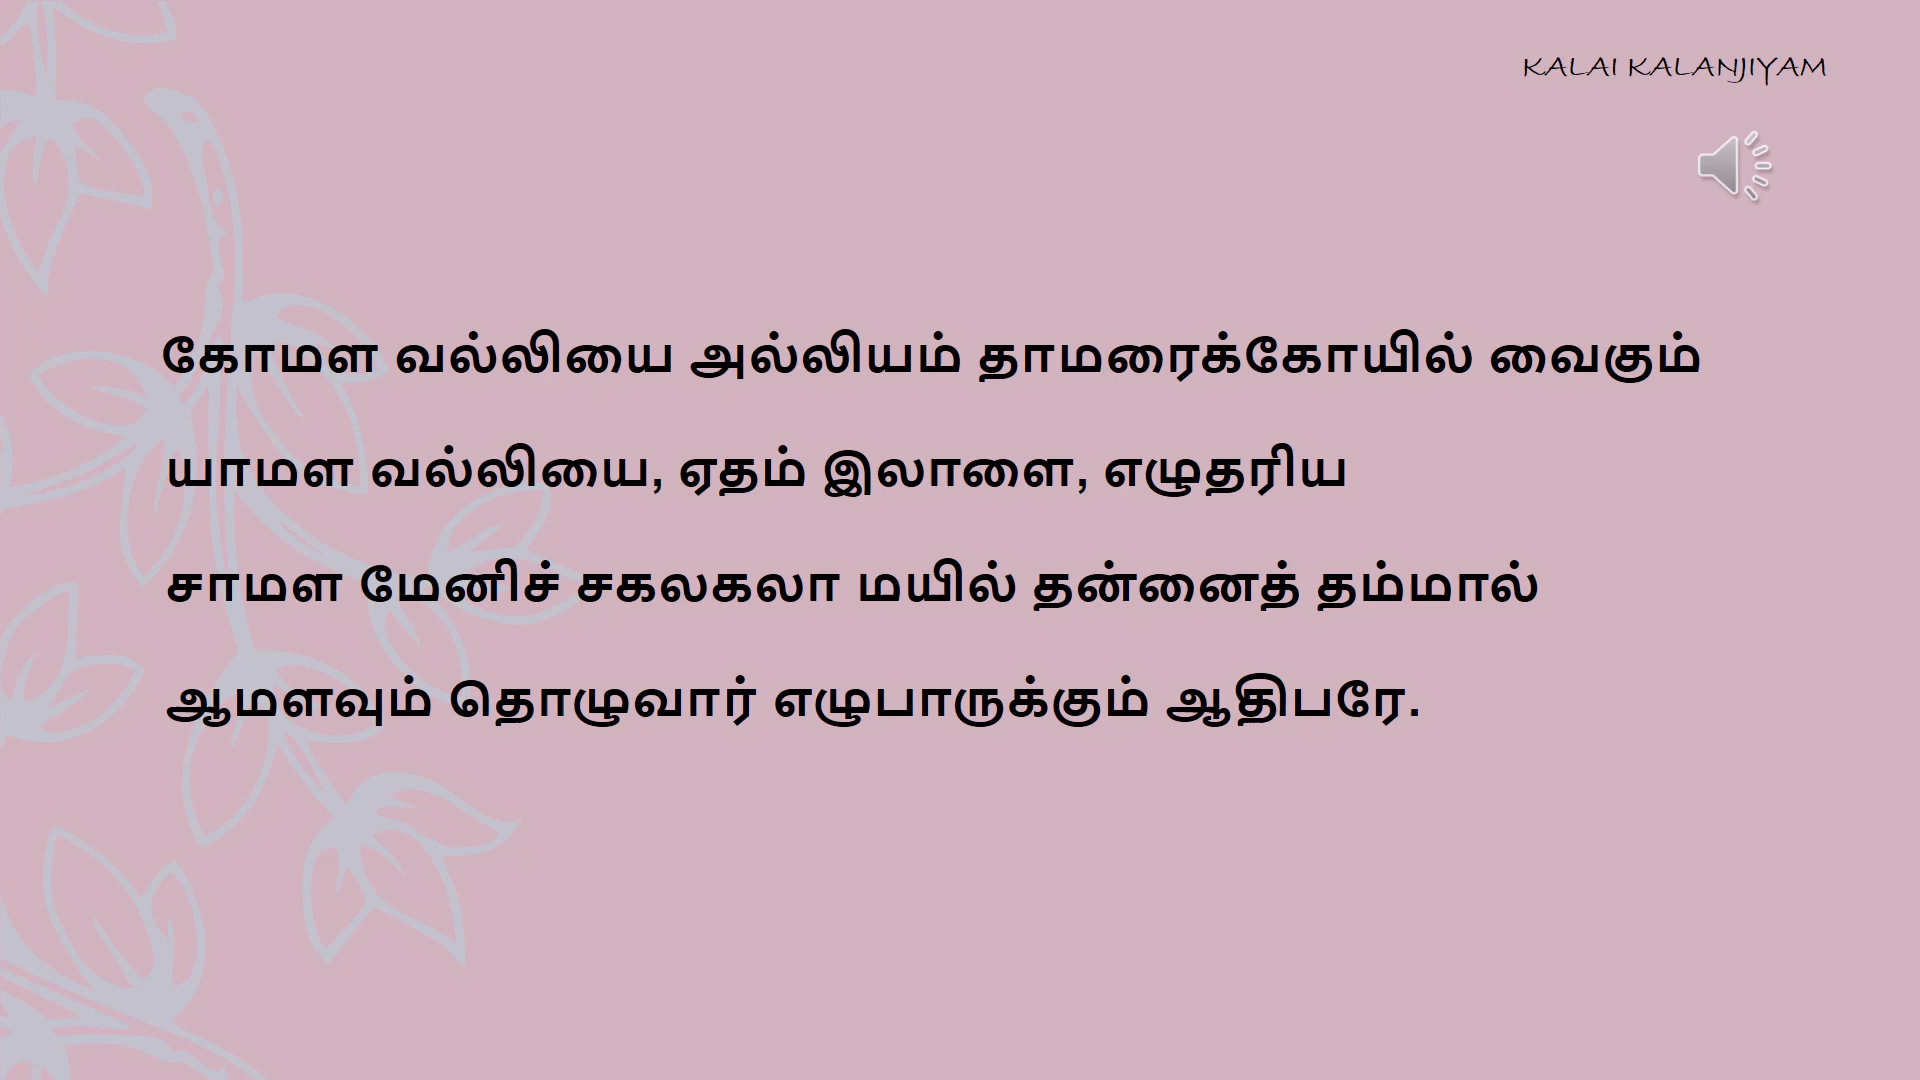 KALAI KALANJIYAM
கோமள வல்லியை அல்லியம் தாமரைக்கோயில் வைகும்
யாமள வல்லியை, ஏதம் இலாளை, எழுதரிய
சாமள மேனிச் சகலகலா மயில் தன்னைத் தம்மால்
ஆமளவும் தொழுவார் எழுபாருக்கும் ஆதிபரே.